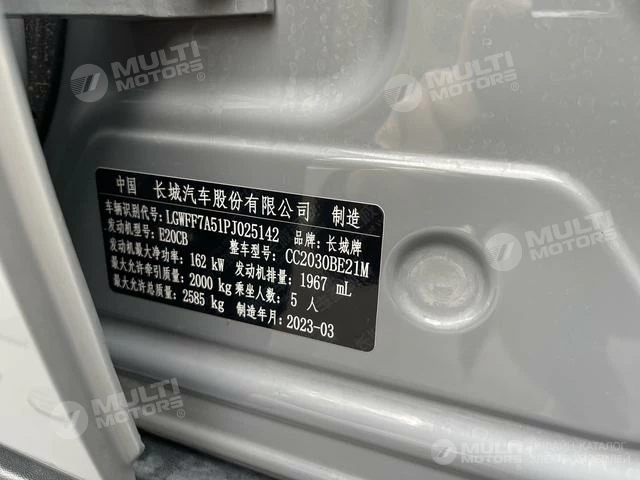 MULTI MOTORS
MULTI MOTORS
中国 长城汽车股份有限公司 制造
车辆识别代号: LGWFF7A51PJ025142 品牌: 长城牌
发动机型号: E20CB 整车型号: CC2030BE21M
发动机最大净功率: 162 kW 发动机排量: 1967 mL
最大允许牵引质量: 2000 kg 乘坐人数: 5 人
最大允许总质量: 2585 kg 制造年月: 2023-03
MULTI MOTORS
MULTI MOTORS
MULTI MOTORS